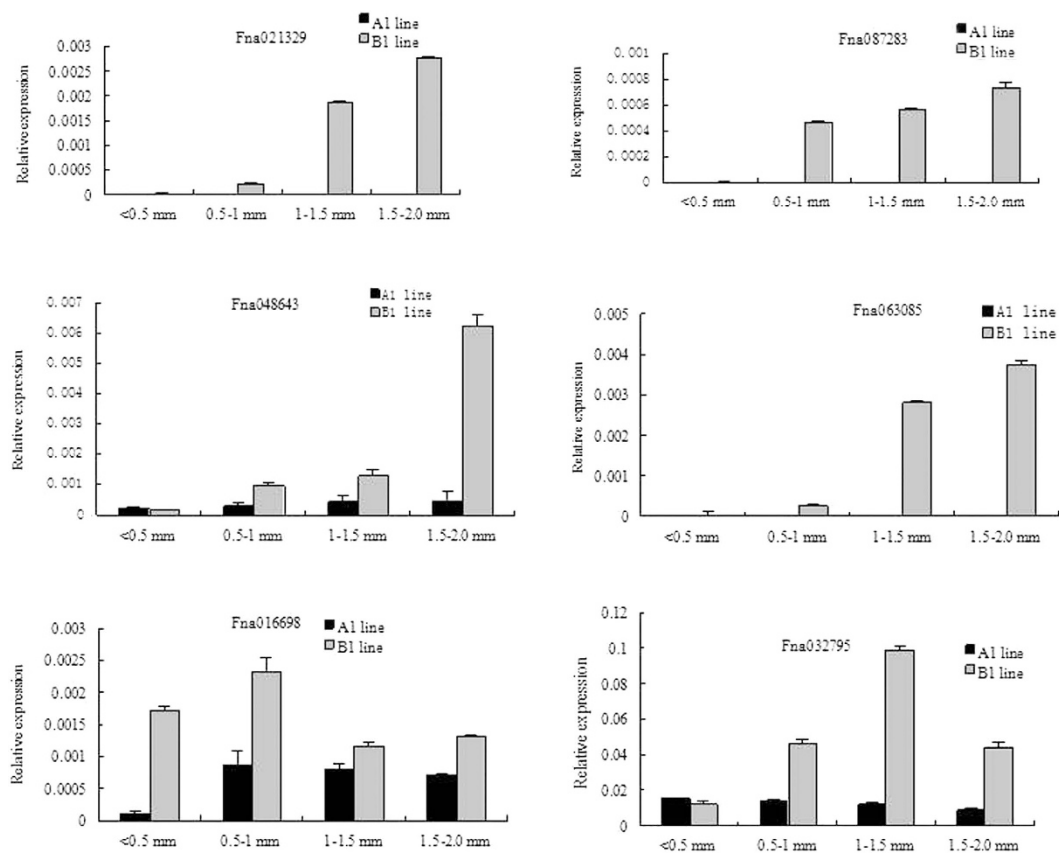 Fna021329
A1 line
B1 line
Relative expression
0.003
0.0025
0.002
0.0015
0.001
0.0005
0
<0.5 mm
0.5-1 mm
1-1.5 mm
1.5-2.0 mm
Fna087283
A1 line
B1 line
Relative expression
0.001
0.0008
0.0006
0.0004
0.0002
0
<0.5 mm
0.5-1 mm
1-1.5 mm
1.5-2.0 mm
Fna048643
A1 line
B1 line
Relative expression
0.007
0.006
0.005
0.004
0.003
0.002
0.001
0
<0.5 mm
0.5-1 mm
1-1.5 mm
1.5-2.0 mm
Fna063085
A1 line
B1 line
Relative expression
0.005
0.004
0.003
0.002
0.001
0
<0.5 mm
0.5-1 mm
1-1.5 mm
1.5-2.0 mm
Fna016698
A1 line
B1 line
Relative expression
0.003
0.0025
0.002
0.0015
0.001
0.0005
0
<0.5 mm
0.5-1 mm
1-1.5 mm
1.5-2.0 mm
Fna032795
A1 line
B1 line
Relative expression
0.12
0.1
0.08
0.06
0.04
0.02
0
<0.5 mm
0.5-1 mm
1-1.5 mm
1.5-2.0 mm